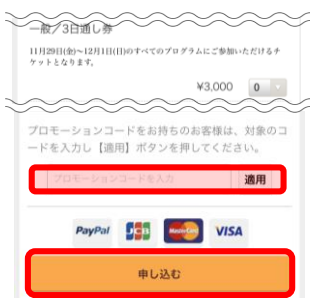 一般／3日通し券
11月29日(金)~12月1日(日)のすべてのプログラムにご参加いただけるチ
ケットとなります。
¥3,000 0
プロモーションコードをお持ちのお客様は、対象のコ
ードを入力し【適用】ボタンを押してください。
プロモーションコードを入力 適用
PayPal JCB MasterCard VISA
申し込む